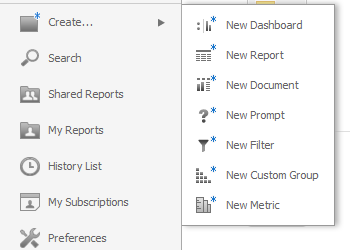 Create...
Search
Shared Reports
My Reports
History List
My Subscriptions
Preferences
New Dashboard
New Report
New Document
New Prompt
New Filter
New Custom Group
New Metric